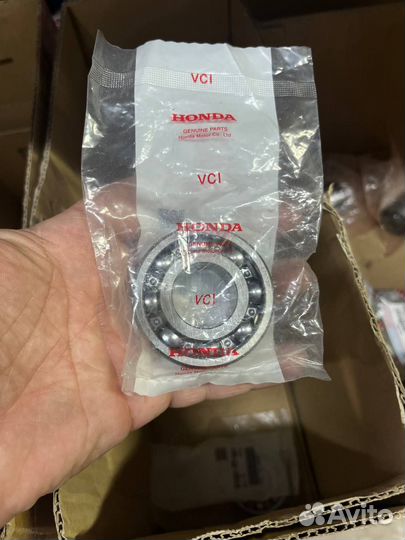 VCI
HONDA
GENUINE PARTS
Honda Motor Co., Ltd
VCI
HONDA
VCI
HONDA
Avito